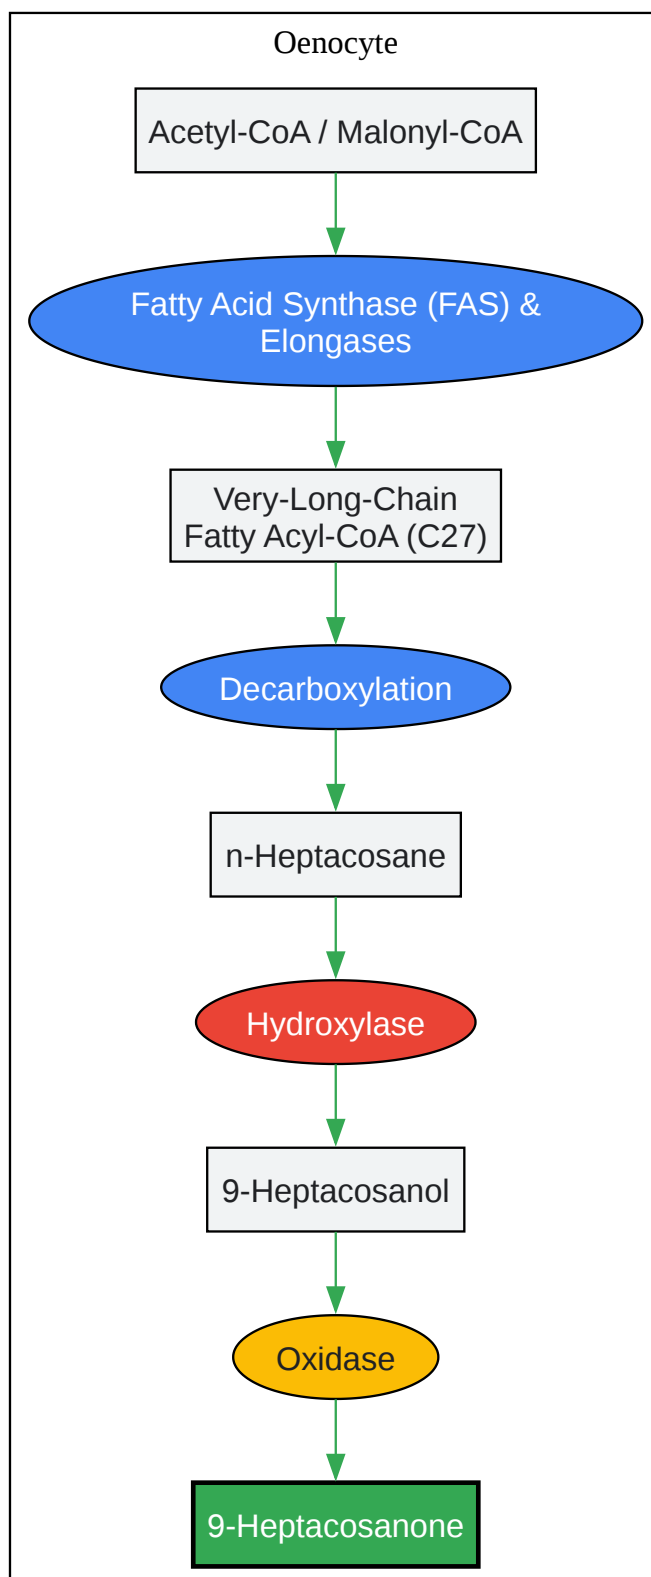 Oenocyte
Acetyl-CoA / Malonyl-CoA
Fatty Acid Synthase (FAS) &
Elongases
Very-Long-Chain
Fatty Acyl-CoA (C27)
Decarboxylation
n-Heptacosane
Hydroxylase
9-Heptacosanol
Oxidase
9-Heptacosanone